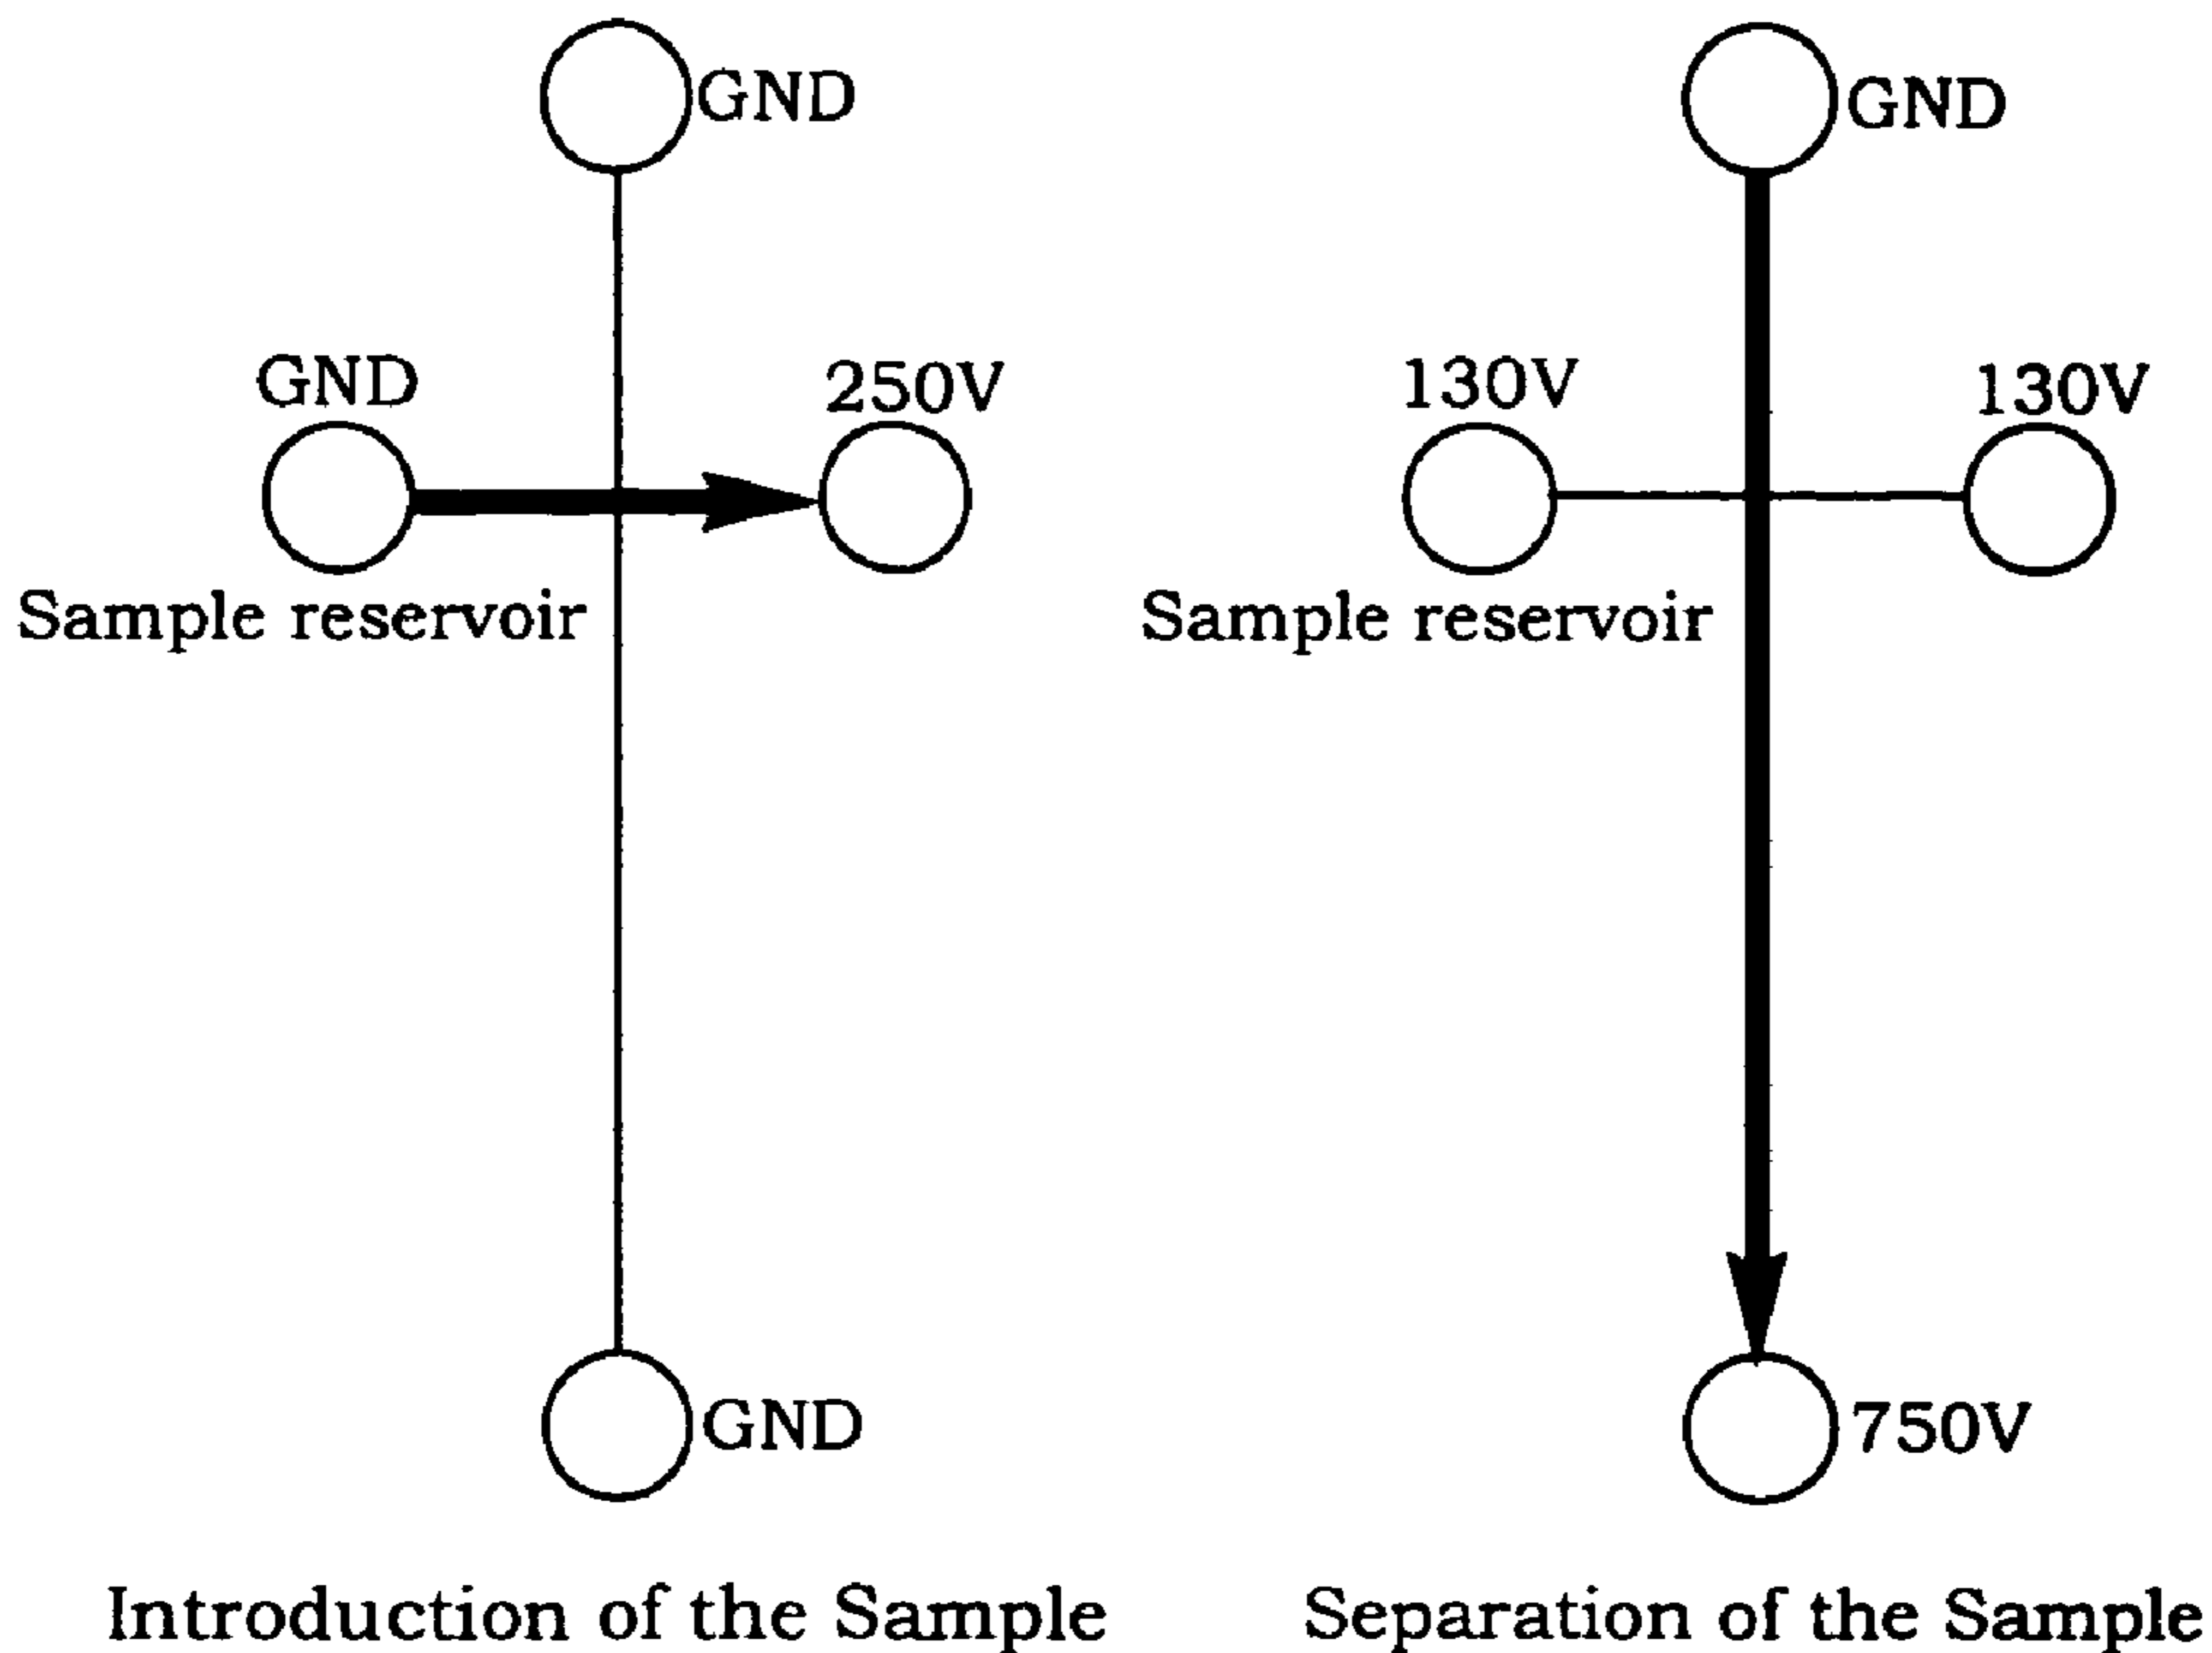 GND
GND
GND
250V
130V
130V
Sample reservoir
Sample reservoir
GND
750V
Introduction of the Sample
Separation of the Sample